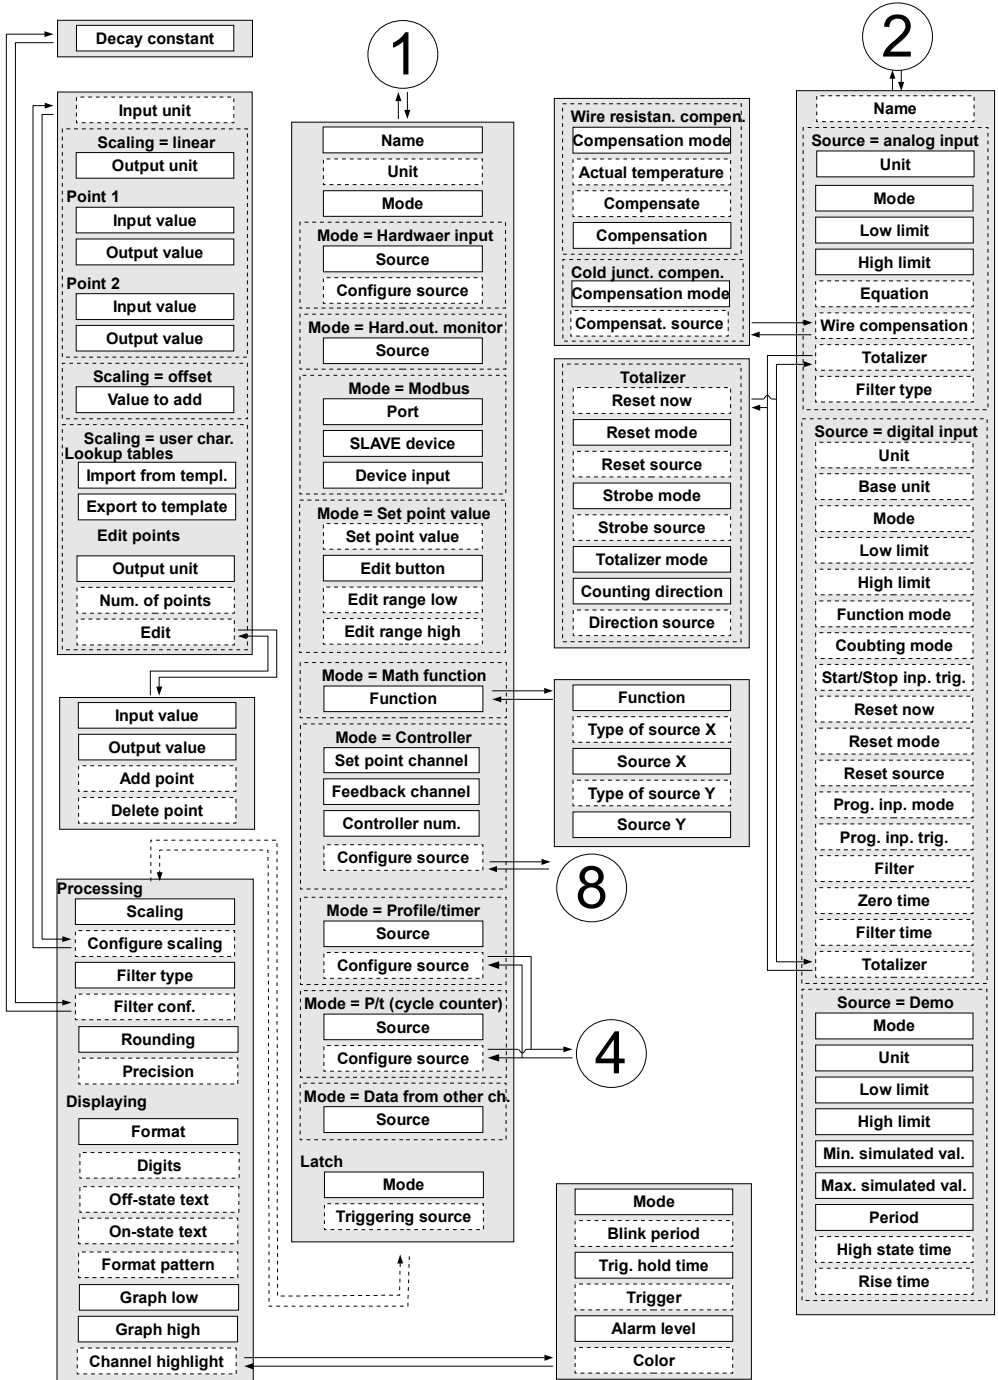 Decay constant
Input unit
Scaling = linear
Output unit
Point 1
Input value
Output value
Point 2
Input value
Output value
Scaling = offset
Value to add
Scaling = user char.
Lookup tables
Import from templ.
Export to template
Edit points
Output unit
Num. of points
Edit
Input value
Output value
Add point
Delete point
Processing
Scaling
Configure scaling
Filter type
Filter conf.
Rounding
Precision
Displaying
Format
Digits
Off-state text
On-state text
Format pattern
Graph low
Graph high
Channel highlight
1
Name
Unit
Mode
Mode = Hardwaer input
Source
Configure source
Mode = Hard.out. monitor
Source
Mode = Modbus
Port
SLAVE device
Device input
Mode = Set point value
Set point value
Edit button
Edit range low
Edit range high
Mode = Math function
Function
Mode = Controller
Set point channel
Feedback channel
Controller num.
Configure source
Mode = Profile/timer
Source
Configure source
Mode = P/t (cycle counter)
Source
Configure source
Mode = Data from other ch.
Source
Latch
Mode
Triggering source
Wire resistan. compen.
Compensation mode
Actual temperature
Compensate
Compensation
Cold junct. compen.
Compensation mode
Compensat. source
Totalizer
Reset now
Reset mode
Reset source
Strobe mode
Strobe source
Totalizer mode
Counting direction
Direction source
Function
Type of source X
Source X
Type of source Y
Source Y
8
4
Mode
Blink period
Trig. hold time
Trigger
Alarm level
Color
2
Name
Source = analog input
Unit
Mode
Low limit
High limit
Equation
Wire compensation
Totalizer
Filter type
Source = digital input
Unit
Base unit
Mode
Low limit
High limit
Function mode
Coubting mode
Start/Stop inp. trig.
Reset now
Reset mode
Reset source
Prog. inp. mode
Prog. inp. trig.
Filter
Zero time
Filter time
Totalizer
Source = Demo
Mode
Unit
Low limit
High limit
Min. simulated val.
Max. simulated val.
Period
High state time
Rise time